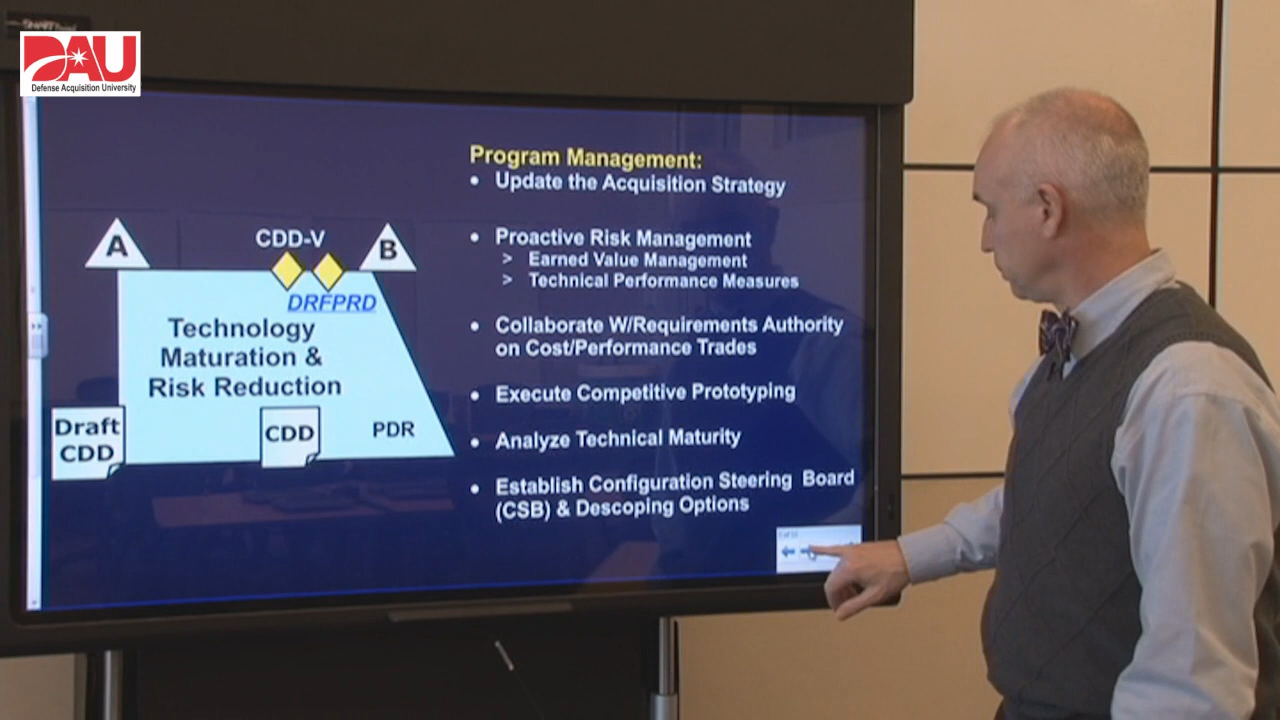 DAU
Defense Acquisition University
Program Management:
• Update the Acquisition Strategy
• Proactive Risk Management
> Earned Value Management
> Technical Performance Measures
• Collaborate W/Requirements Authority
on Cost/Performance Trades
• Execute Competitive Prototyping
• Analyze Technical Maturity
• Establish Configuration Steering Board
(CSB) & Descoping Options
A
CDD-V
B
DRFPRD
Technology
Maturation &
Risk Reduction
Draft
CDD
CDD
PDR